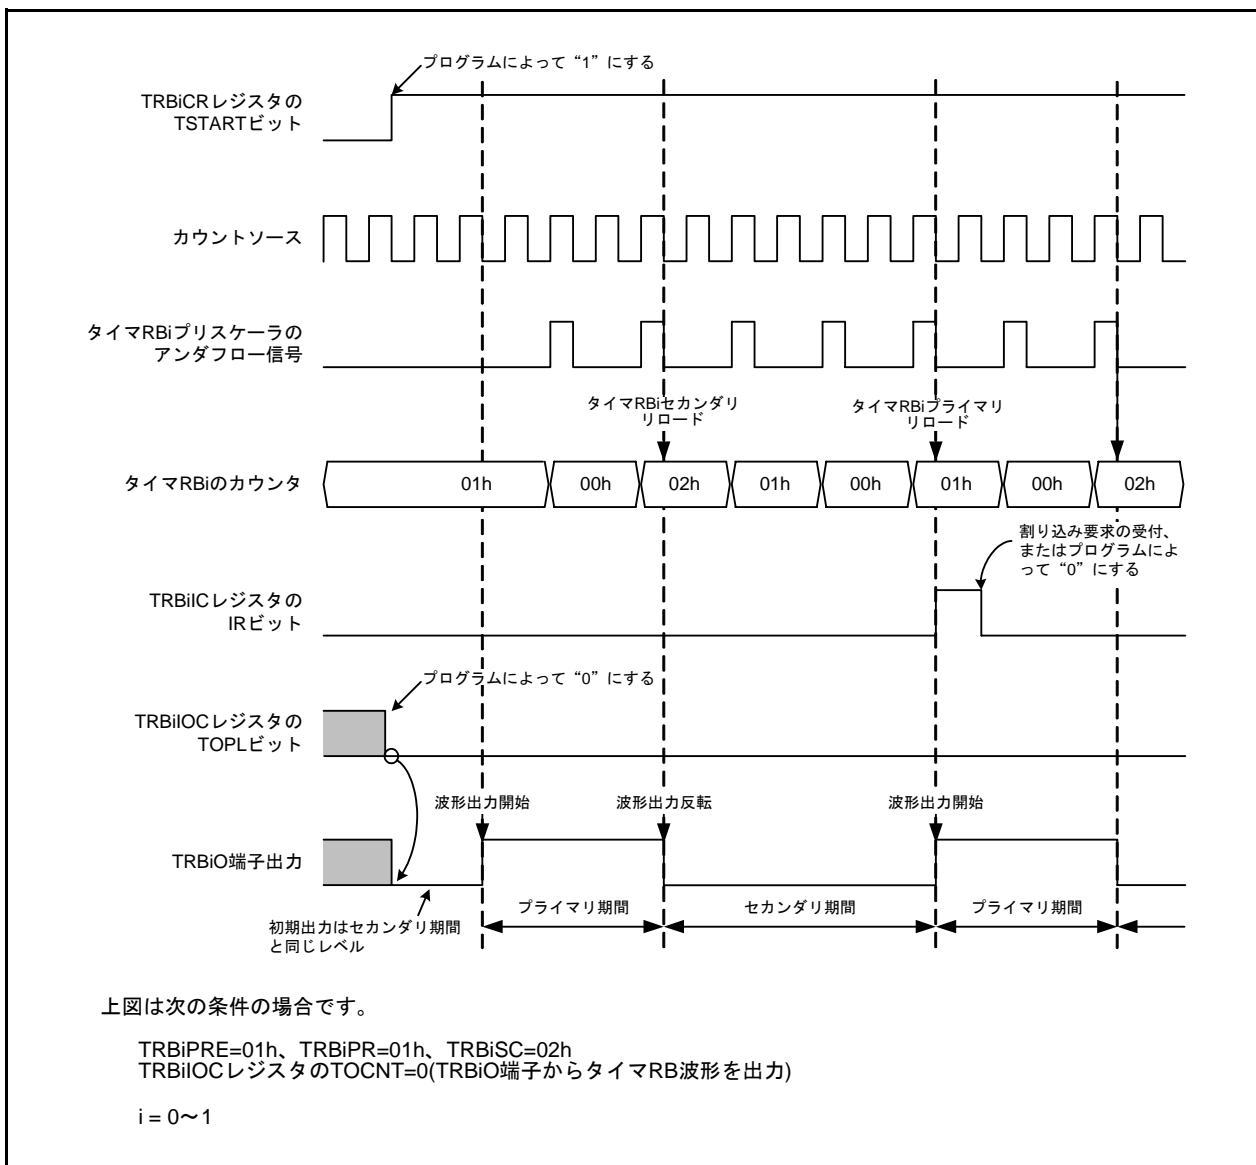 プログラムによって“1”にする
TRBiCRレジスタの
TSTARTビット
カウントソース
タイマRBiプリスケーラの
アンダフロー信号
タイマRBiセカンダリ
リロード
タイマRBiプライマリ
リロード
タイマRBiのカウンタ
01h
00h
02h
01h
00h
01h
00h
02h
割り込み要求の受付、
またはプログラムによ
って“0”にする
TRBiICレジスタの
IRビット
プログラムによって“0”にする
TRBiIOCレジスタの
TOPLビット
波形出力開始
波形出力反転
波形出力開始
TRBiO端子出力
初期出力はセカンダリ期間
と同じレベル
プライマリ期間
セカンダリ期間
プライマリ期間
上図は次の条件の場合です。
TRBiPRE=01h、TRBiPR=01h、TRBiSC=02h
TRBiIOCレジスタのTOCNT=0(TRBiO端子からタイマRB波形を出力)
i = 0～1